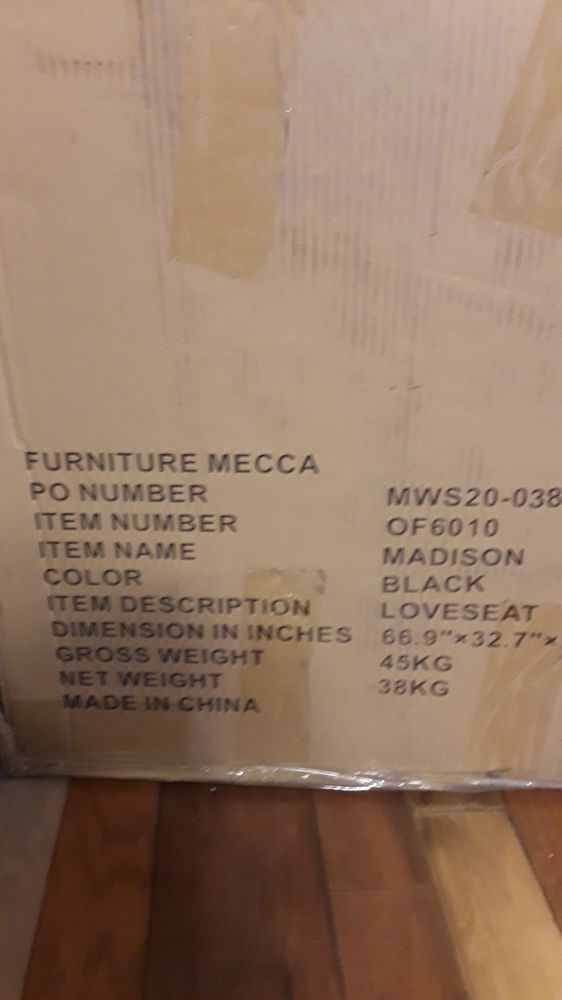 FURNITURE MECCA
PO NUMBER MWS20-038
ITEM NUMBER OF6010
ITEM NAME MADISON
COLOR BLACK
ITEM DESCRIPTION LOVESEAT
DIMENSION IN INCHES 66.9"×32.7"×
GROSS WEIGHT 45KG
NET WEIGHT 38KG
MADE IN CHINA